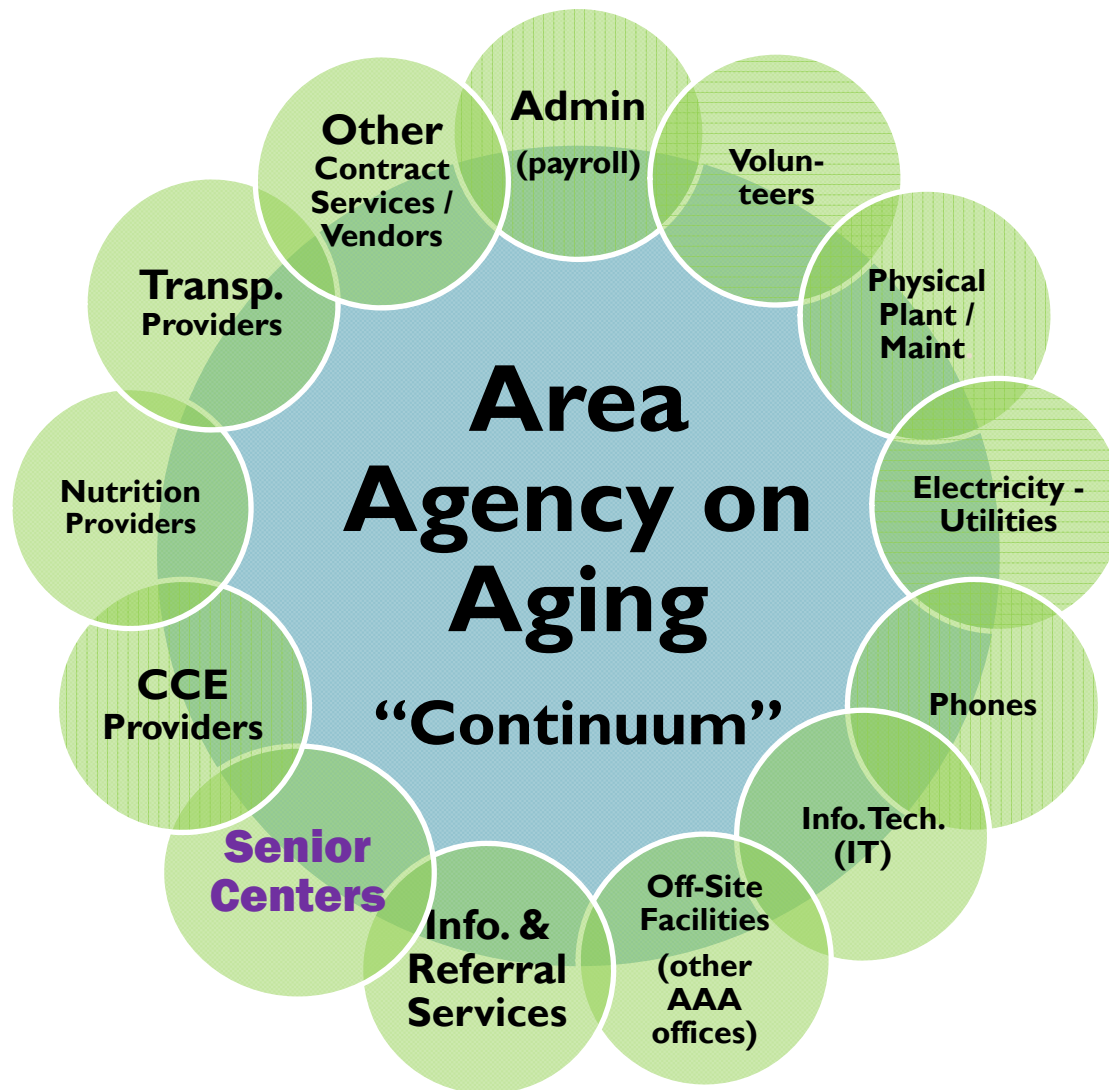 Admin
(payroll)
Volun-
teers
Physical
Plant /
Maint.
Electricity -
Utilities
Phones
Info. Tech.
(IT)
Off-Site
Facilities
(other
AAA
offices)
Info. &
Referral
Services
Senior
Centers
CCE
Providers
Nutrition
Providers
Transp.
Providers
Other
Contract
Services /
Vendors
Area
Agency on
Aging
“Continuum”